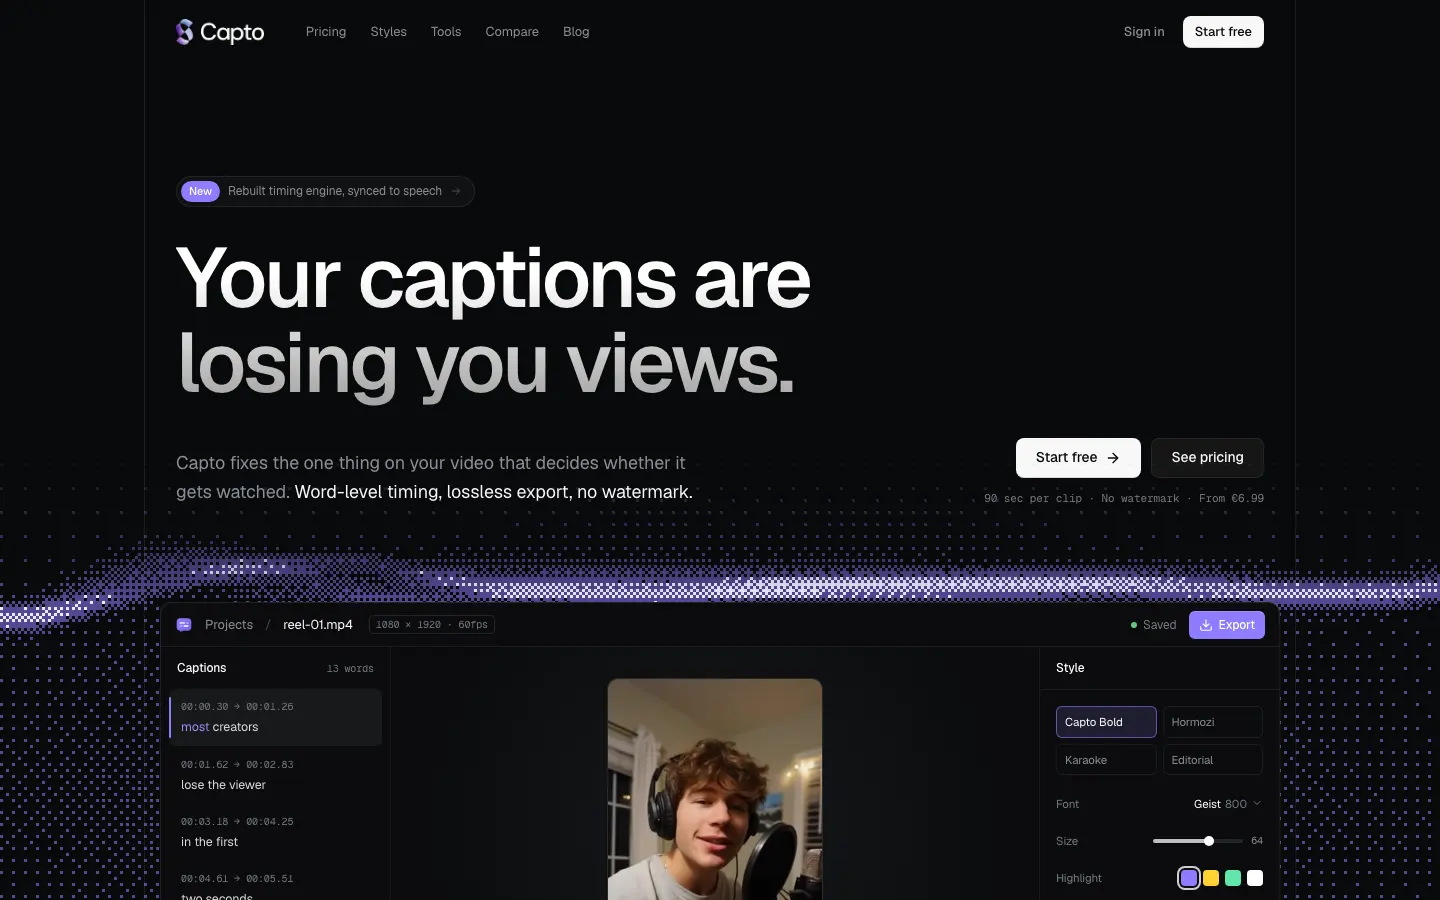 Capto
Pricing
Styles
Tools
Compare
Blog
Sign in
Start free
New
Rebuilt timing engine, synced to speech →
Your captions are
losing you views.
Capto fixes the one thing on your video that decides whether it
gets watched. Word-level timing, lossless export, no watermark.
Start free →
See pricing
90 sec per clip · No watermark · From €6.99
Projects / reel-01.mp4
1080 × 1920 · 60fps
Saved
Export
Captions
13 words
00:00.30 → 00:01.26
most creators
00:01.62 → 00:02.83
lose the viewer
00:03.18 → 00:04.25
in the first
00:04.61 → 00:05.51
two seconds
Style
Capto Bold
Hormozi
Karaoke
Editorial
Font
Geist 800
Size
64
Highlight